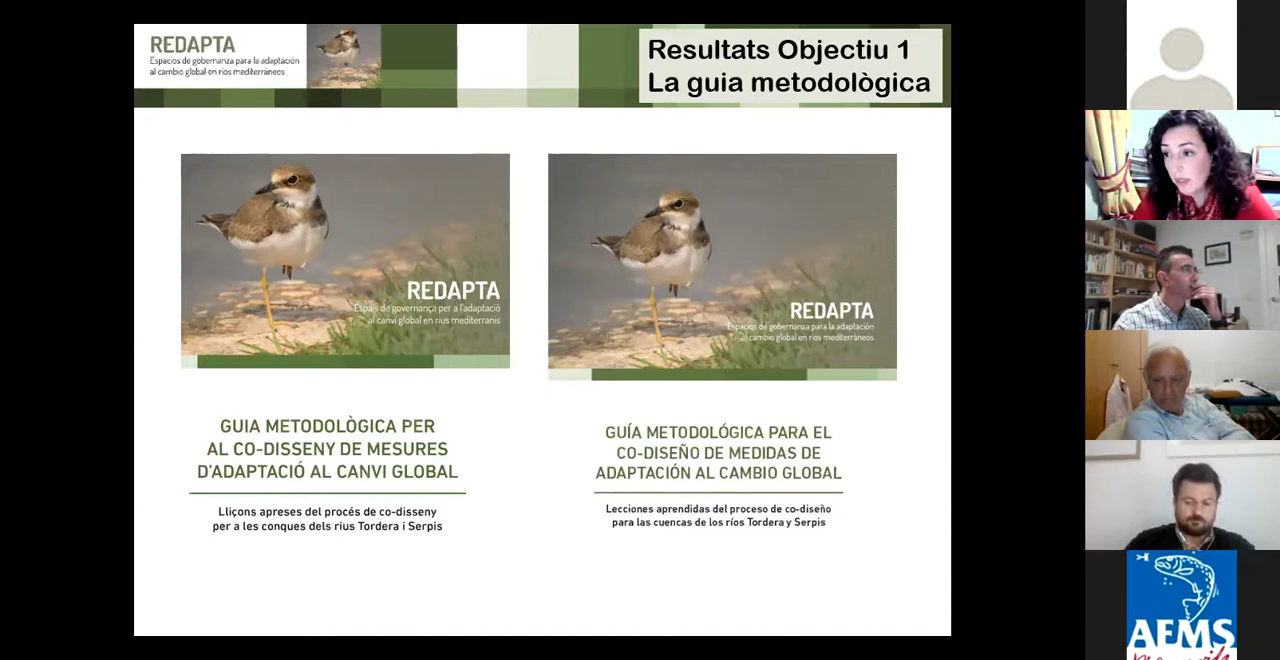 REDAPTA
Espacios de gobernanza para la adaptación
al cambio global en ríos mediterráneos
Resultats Objectiu 1
La guia metodològica
REDAPTA
Espais de governança per a l'adaptació
al canvi global en rius mediterranis
GUIA METODOLÒGICA PER
AL CO-DISSENY DE MESURES
D'ADAPTACIÓ AL CANVI GLOBAL
Lliçons apreses del procés de co-disseny
per a les conques dels rius Tordera i Serpis
REDAPTA
Espacios de gobernanza para la adaptación
al cambio global en ríos mediterráneos
GUÍA METODOLÓGICA PARA EL
CO-DISEÑO DE MEDIDAS DE
ADAPTACIÓN AL CAMBIO GLOBAL
Lecciones aprendidas del proceso de co-diseño
para las cuencas de los ríos Tordera y Serpis
AEMS